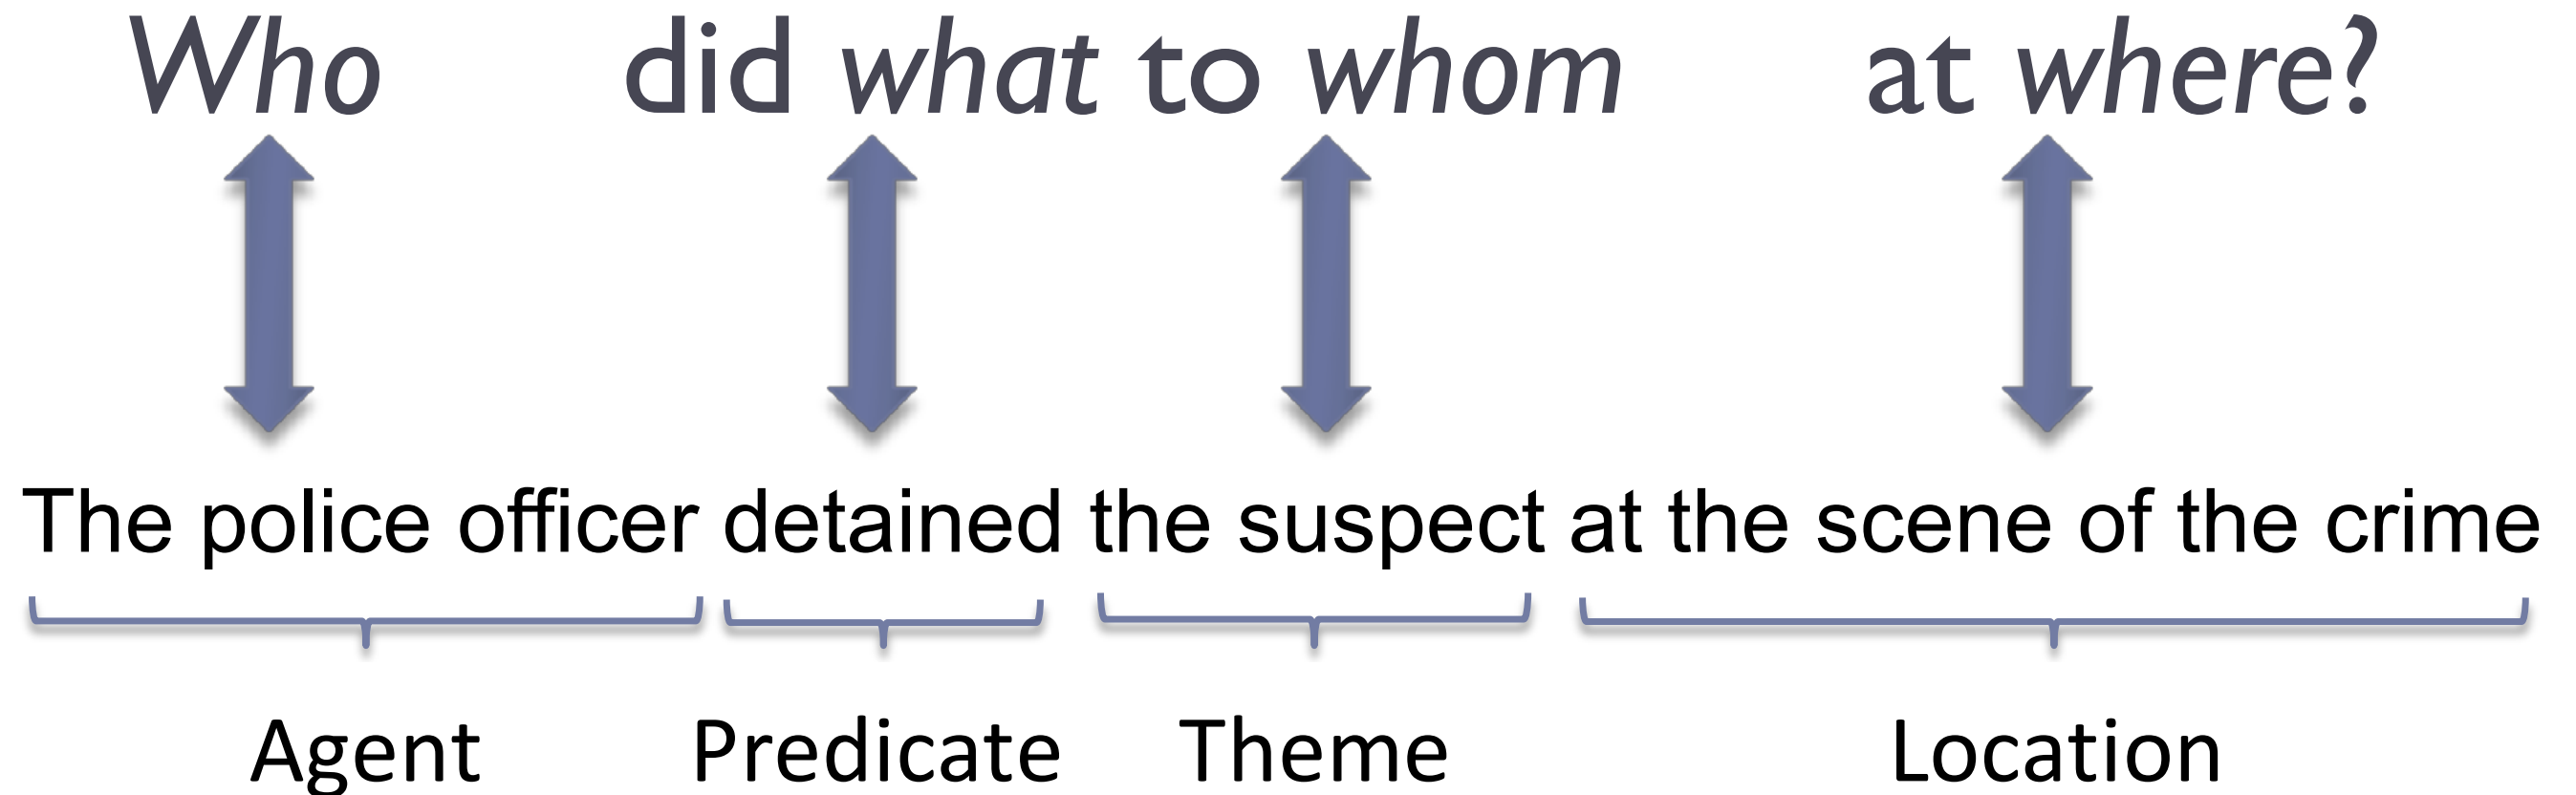 Who did what to whom at where?
The police officer detained the suspect at the scene of the crime
Agent Predicate Theme Location